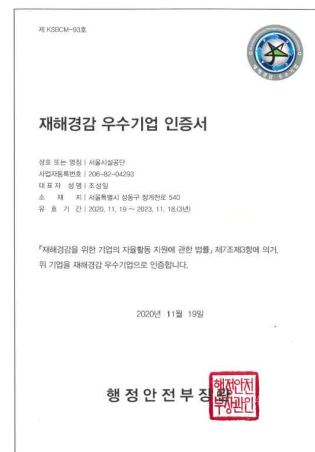 제 KSBCM-93호
재해경감 우수기업 인증서
상호 또는 명칭 | 서울시설공단
사업자등록번호 | 206-82-04293
대 표 자 성 명 | 조성일
소 재 지 | 서울특별시 성동구 청계천로 540
유 효 기 간 | 2020. 11. 19 ~ 2023. 11. 18.(3년)
「재해경감을 위한 기업의 자율활동 지원에 관한 법률」 제7조제3항에 의거,
위 기업을 재해경감 우수기업으로 인증합니다.
2020년 11월 19일
행정안전부장관
행정안전
부장관인